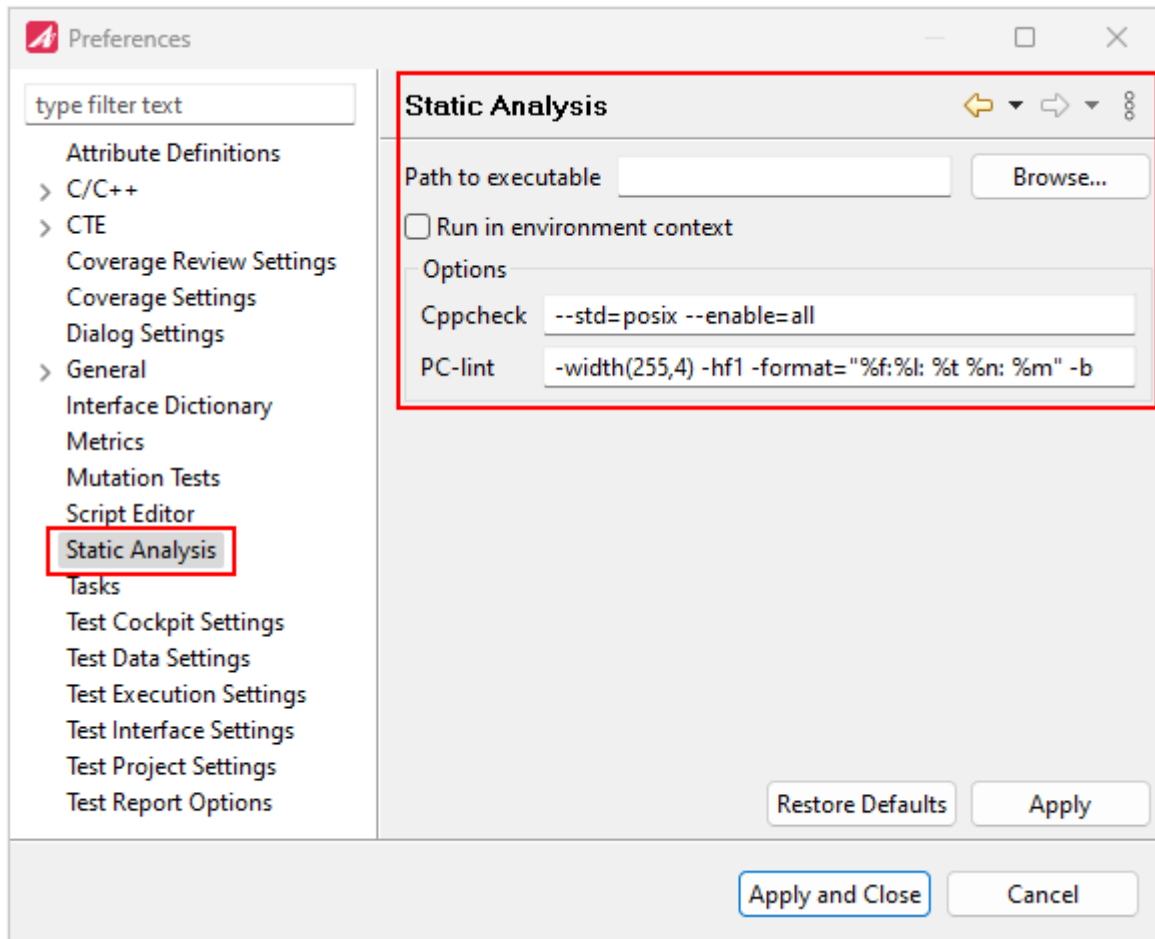 Preferences
type filter text
Attribute Definitions
C/C++
CTE
Coverage Review Settings
Coverage Settings
Dialog Settings
General
Interface Dictionary
Metrics
Mutation Tests
Script Editor
Static Analysis
Tasks
Test Cockpit Settings
Test Data Settings
Test Execution Settings
Test Interface Settings
Test Project Settings
Test Report Options
Static Analysis
Path to executable Browse...
Run in environment context
Options
Cppcheck --std=posix --enable=all
PC-lint -width(255,4) -hf1 -format="%f:%l: %t %n: %m" -b
Restore Defaults Apply
Apply and Close Cancel